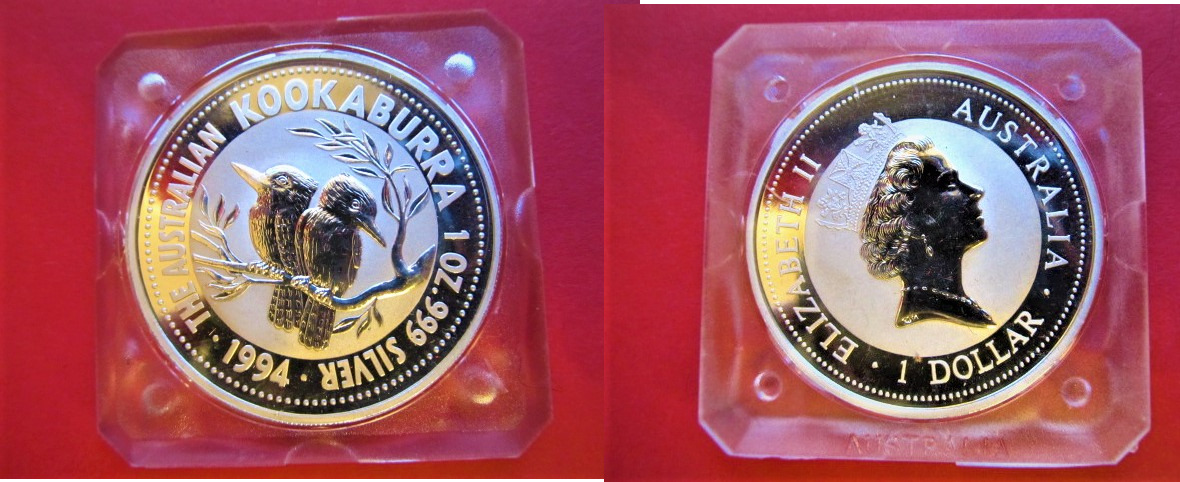 THE AUSTRALIAN KOOKABURRA 1 OZ. 999 SILVER · 1994 ·
ELIZABETH II
AUSTRALIA ·
· 1 DOLLAR
AUSTRALIA